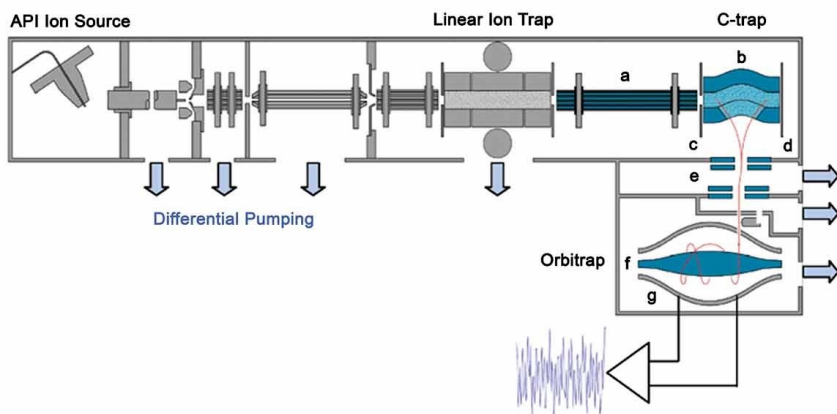 API Ion Source
Linear Ion Trap
C-trap
a
b
c
d
e
Differential Pumping
Orbitrap
f
g